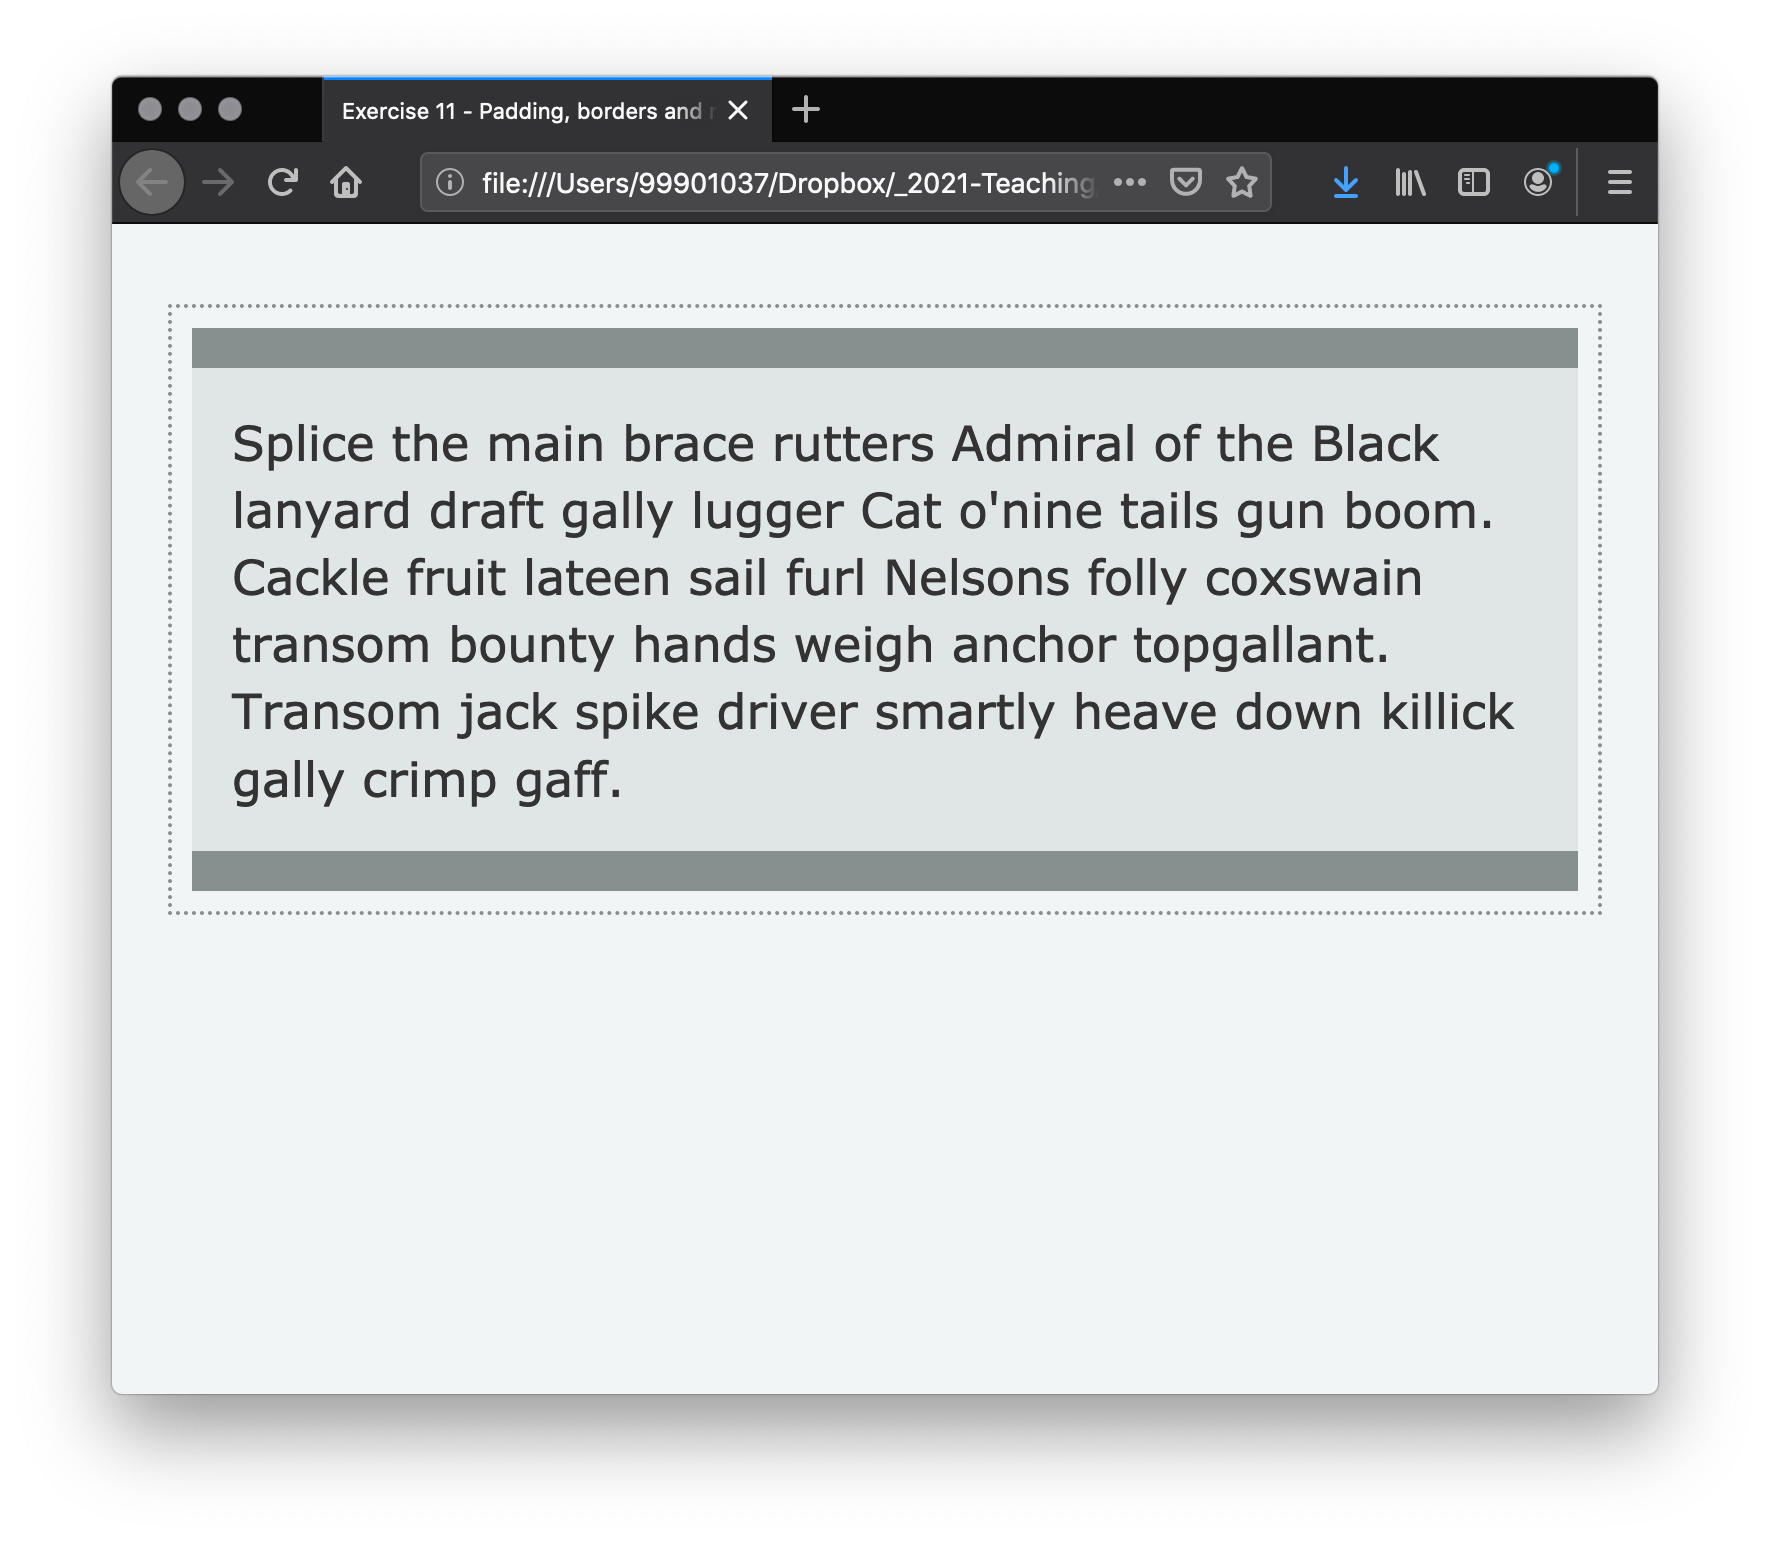 Exercise 11 - Padding, borders and
file:///Users/99901037/Dropbox/_2021-Teaching
Splice the main brace rutters Admiral of the Black
lanyard draft gally lugger Cat o'nine tails gun boom.
Cackle fruit lateen sail furl Nelsons folly coxswain
transom bounty hands weigh anchor topgallant.
Transom jack spike driver smartly heave down killick
gally crimp gaff.